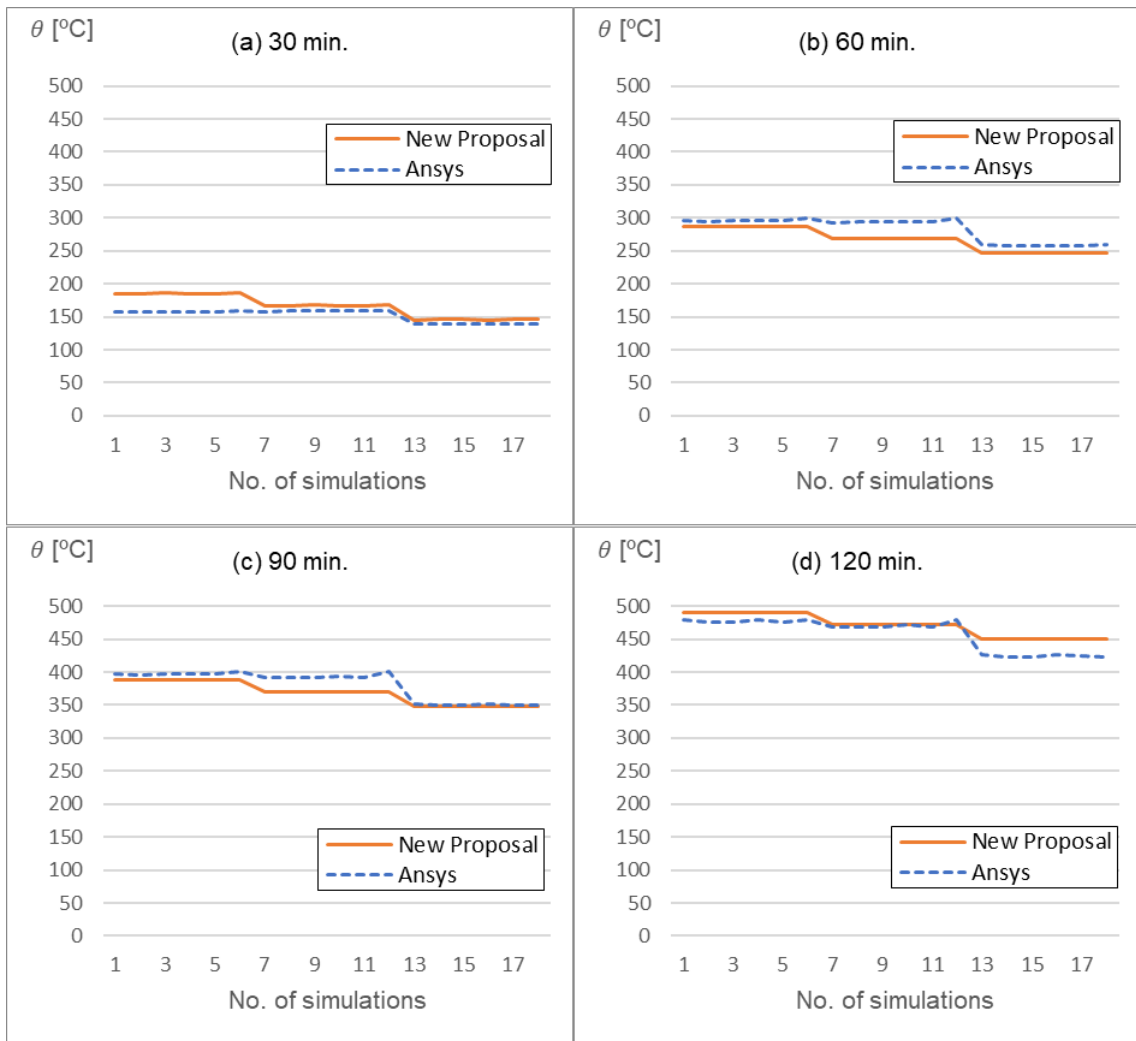 θ [ºC]
(a) 30 min.
500
450
400
350
300
250
200
150
100
50
0
New Proposal
Ansys
1 3 5 7 9 11 13 15 17
No. of simulations
θ [ºC]
(b) 60 min.
500
450
400
350
300
250
200
150
100
50
0
New Proposal
Ansys
1 3 5 7 9 11 13 15 17
No. of simulations
θ [ºC]
(c) 90 min.
500
450
400
350
300
250
200
150
100
50
0
New Proposal
Ansys
1 3 5 7 9 11 13 15 17
No. of simulations
θ [ºC]
(d) 120 min.
500
450
400
350
300
250
200
150
100
50
0
New Proposal
Ansys
1 3 5 7 9 11 13 15 17
No. of simulations